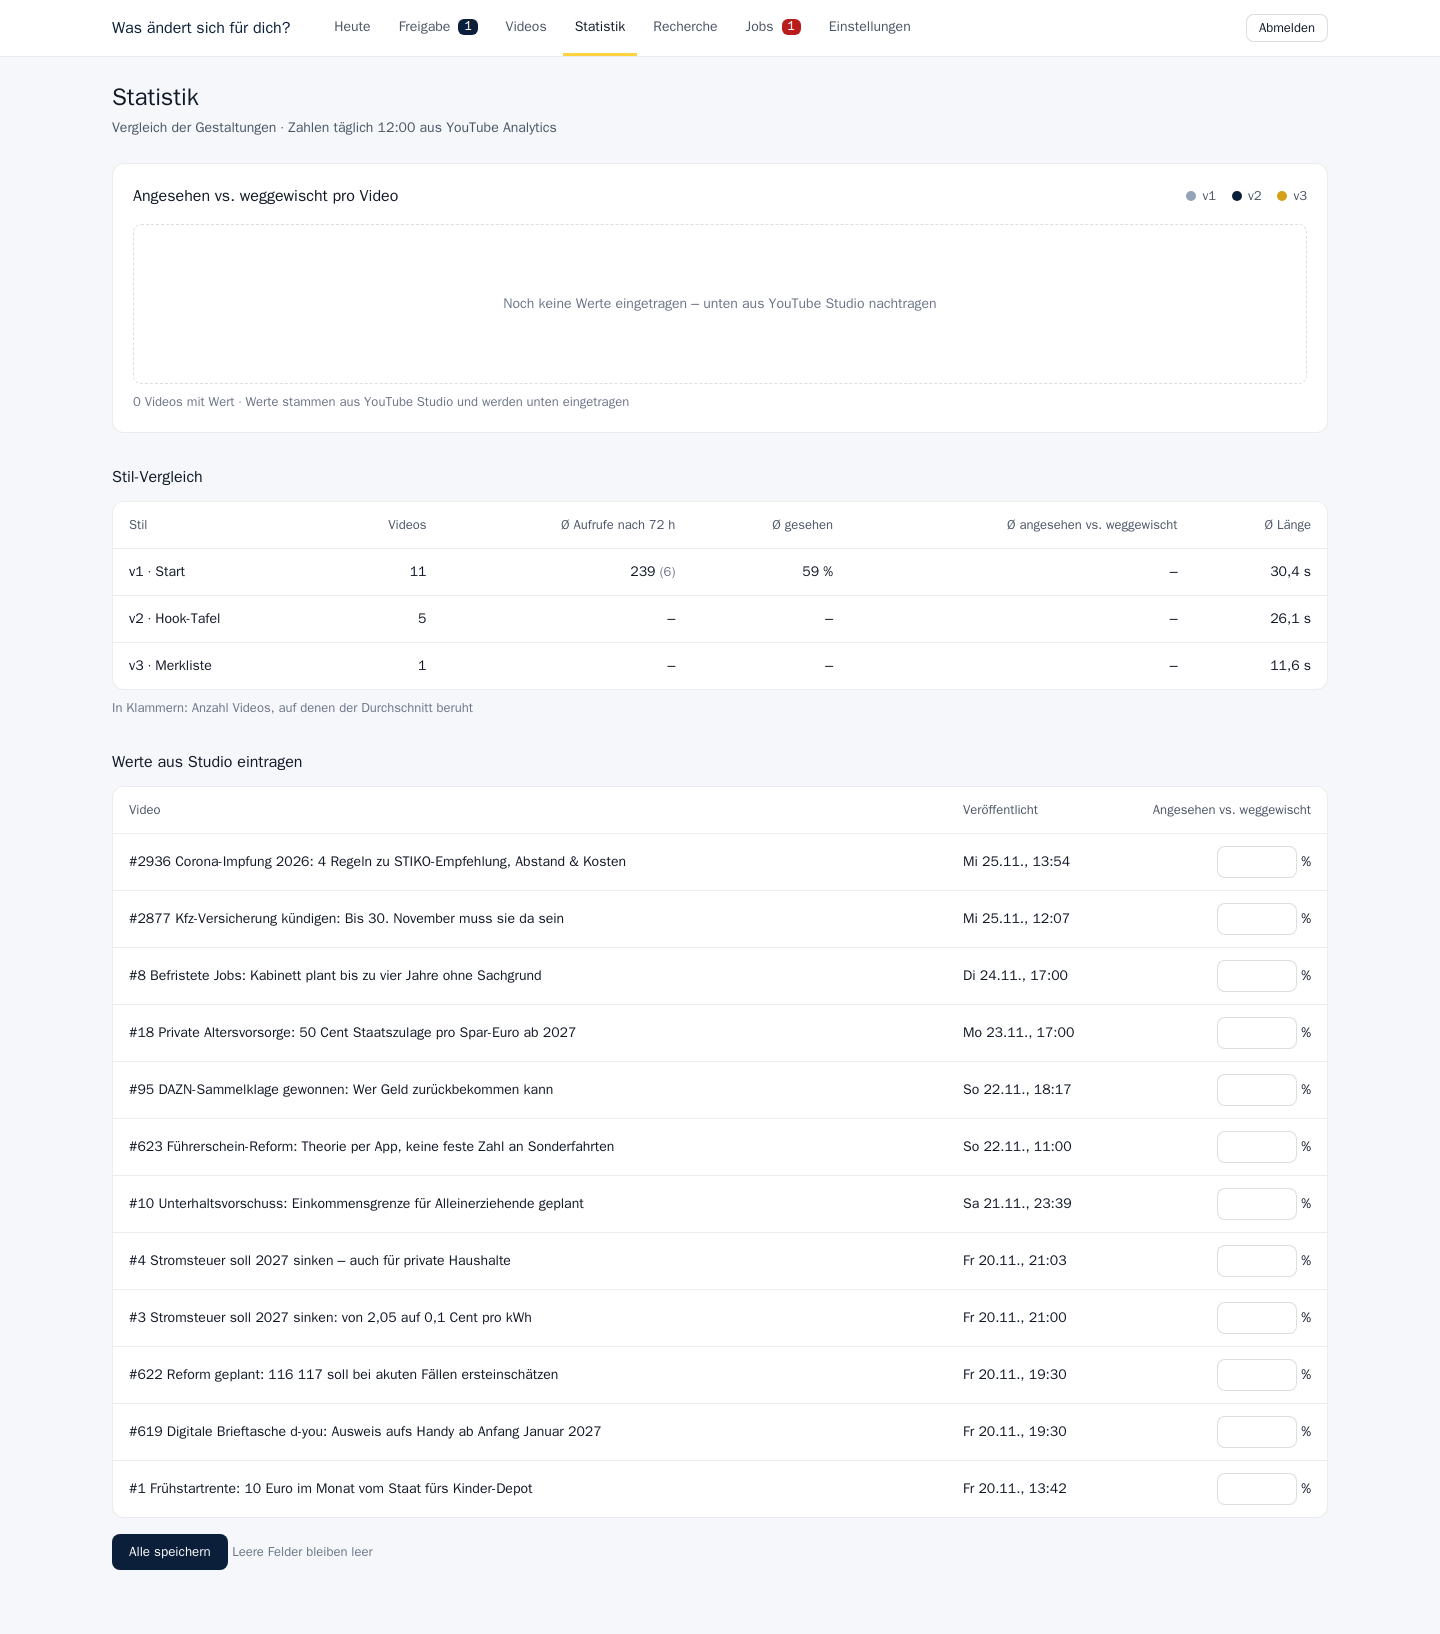 Was ändert sich für dich? Heute Freigabe 1 Videos Statistik Recherche Jobs 1 Einstellungen Abmelden
Statistik
Vergleich der Gestaltungen · Zahlen täglich 12:00 aus YouTube Analytics
Angesehen vs. weggewischt pro Video v1 v2 v3
Noch keine Werte eingetragen – unten aus YouTube Studio nachtragen
0 Videos mit Wert · Werte stammen aus YouTube Studio und werden unten eingetragen
Stil-Vergleich
Stil Videos Ø Aufrufe nach 72 h Ø gesehen Ø angesehen vs. weggewischt Ø Länge
v1 · Start 11 239 (6) 59 % – 30,4 s
v2 · Hook-Tafel 5 – – – 26,1 s
v3 · Merkliste 1 – – – 11,6 s
In Klammern: Anzahl Videos, auf denen der Durchschnitt beruht
Werte aus Studio eintragen
Video Veröffentlicht Angesehen vs. weggewischt
#2936 Corona-Impfung 2026: 4 Regeln zu STIKO-Empfehlung, Abstand & Kosten Mi 25.11., 13:54 %
#2877 Kfz-Versicherung kündigen: Bis 30. November muss sie da sein Mi 25.11., 12:07 %
#8 Befristete Jobs: Kabinett plant bis zu vier Jahre ohne Sachgrund Di 24.11., 17:00 %
#18 Private Altersvorsorge: 50 Cent Staatszulage pro Spar-Euro ab 2027 Mo 23.11., 17:00 %
#95 DAZN-Sammelklage gewonnen: Wer Geld zurückbekommen kann So 22.11., 18:17 %
#623 Führerschein-Reform: Theorie per App, keine feste Zahl an Sonderfahrten So 22.11., 11:00 %
#10 Unterhaltsvorschuss: Einkommensgrenze für Alleinerziehende geplant Sa 21.11., 23:39 %
#4 Stromsteuer soll 2027 sinken – auch für private Haushalte Fr 20.11., 21:03 %
#3 Stromsteuer soll 2027 sinken: von 2,05 auf 0,1 Cent pro kWh Fr 20.11., 21:00 %
#622 Reform geplant: 116 117 soll bei akuten Fällen ersteinschätzen Fr 20.11., 19:30 %
#619 Digitale Brieftasche d-you: Ausweis aufs Handy ab Anfang Januar 2027 Fr 20.11., 19:30 %
#1 Frühstartrente: 10 Euro im Monat vom Staat fürs Kinder-Depot Fr 20.11., 13:42 %
Alle speichern Leere Felder bleiben leer